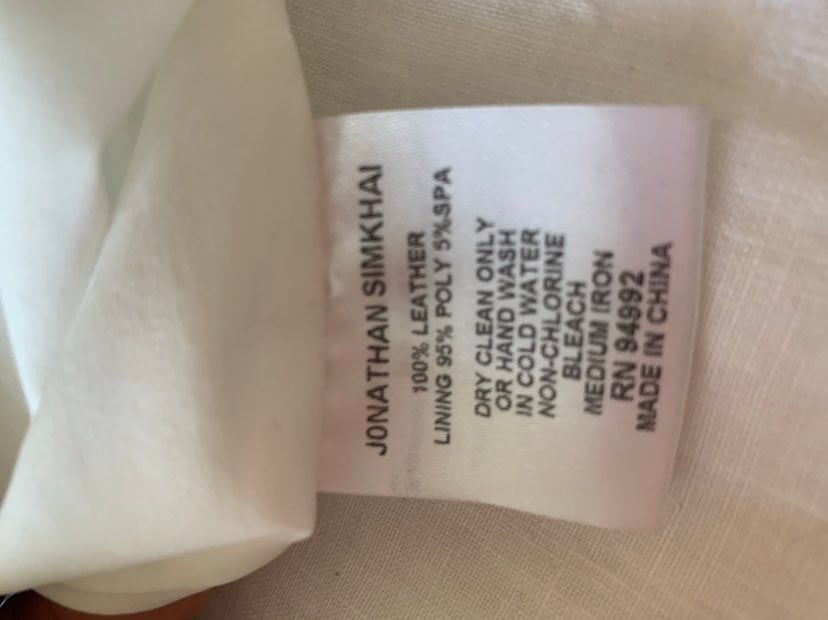 JONATHAN SIMKHAI
100% LEATHER
LINING 95% POLY 5%SPA
DRY CLEAN ONLY
OR HAND WASH
IN COLD WATER
NON-CHLORINE
BLEACH
MEDIUM IRON
RN 94992
MADE IN CHINA